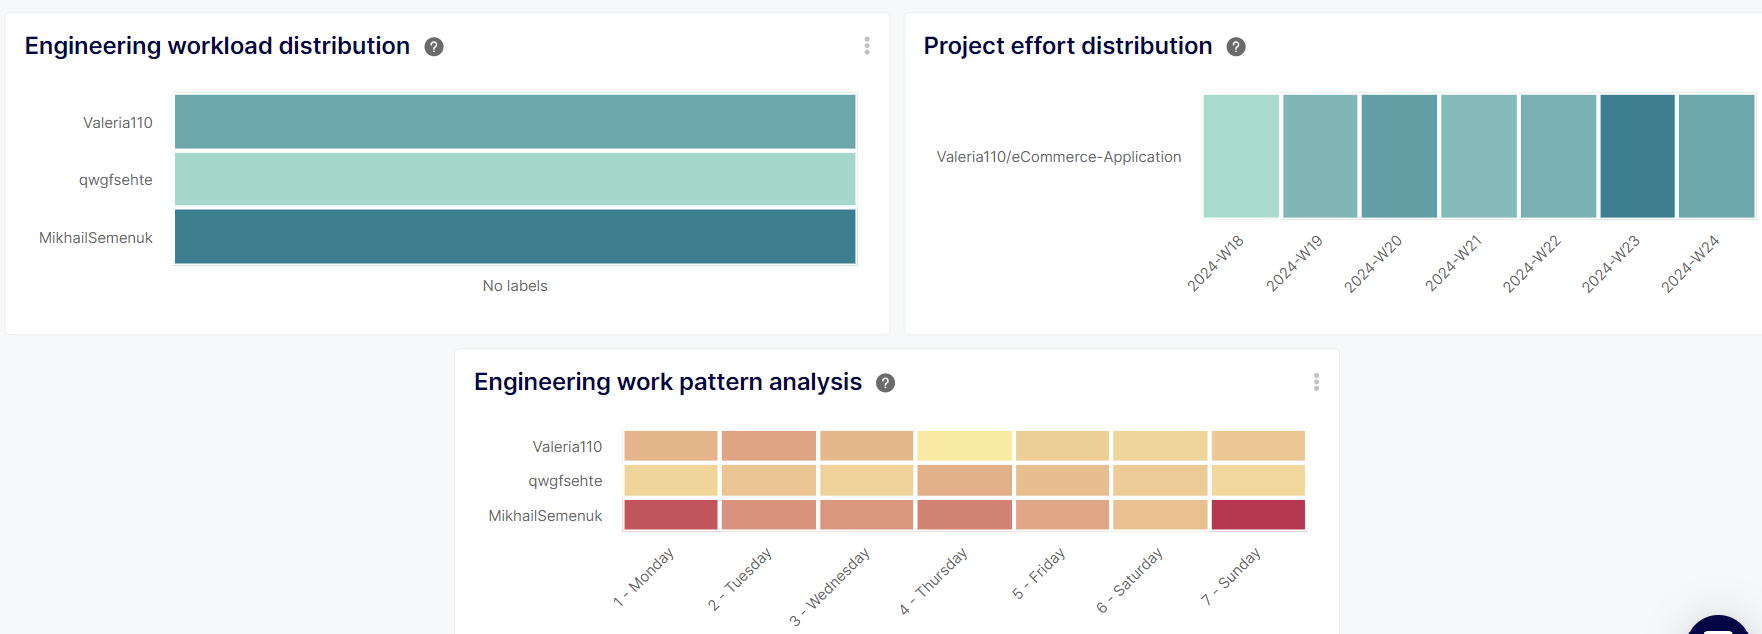 Engineering workload distribution ?
Valeria110
qwgfsehte
MikhailSemenuk
No labels
Project effort distribution ?
Valeria110/eCommerce-Application
2024-W18
2024-W19
2024-W20
2024-W21
2024-W22
2024-W23
2024-W24
Engineering work pattern analysis ?
Valeria110
qwgfsehte
MikhailSemenuk
1 - Monday
2 - Tuesday
3 - Wednesday
4 - Thursday
5 - Friday
6 - Saturday
7 - Sunday